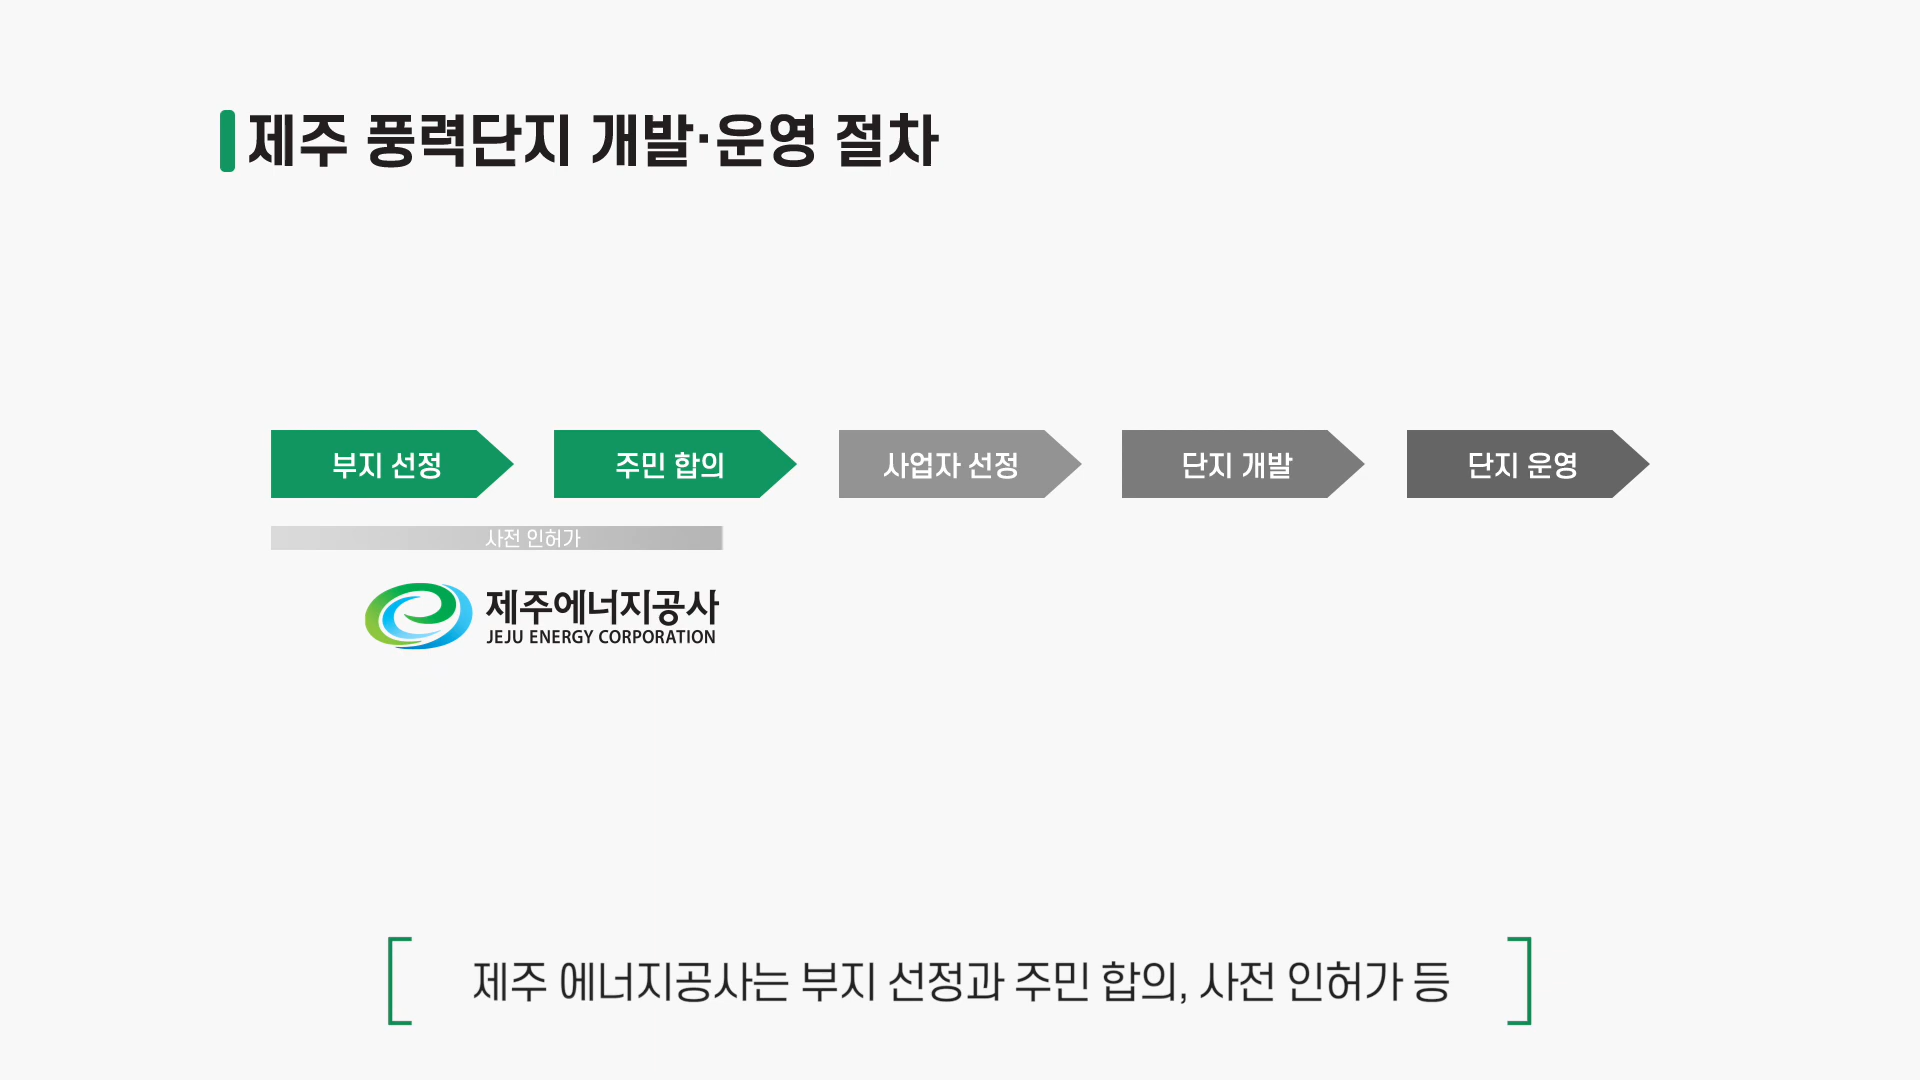 제주 풍력단지 개발·운영 절차
부지 선정
주민 합의
사업자 선정
단지 개발
단지 운영
사전 인허가
제주에너지공사
JEJU ENERGY CORPORATION
제주 에너지공사는 부지 선정과 주민 합의, 사전 인허가 등